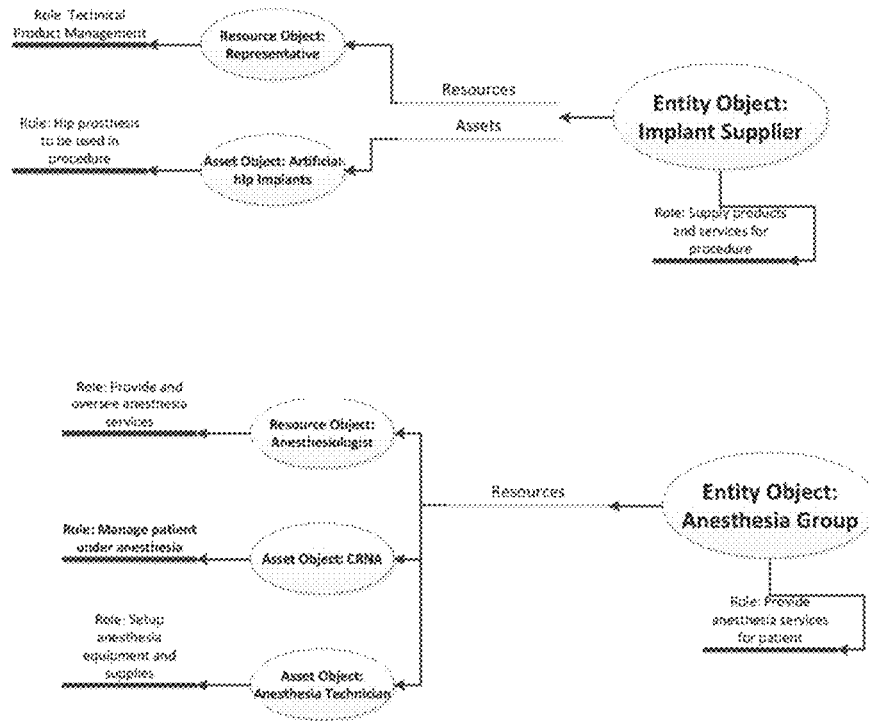 Role: Technical
Product Management
Resource Object:
Representative
Resources
Assets
Entity Object:
Implant Supplier
Role: Hip prosthesis
to be used in
procedure
Asset Object: Artificial
hip Implants
Role: Supply products
and services for
procedure
Role: Provide and
oversee anesthesia
services
Resource Object:
Anesthesiologist
Resources
Entity Object:
Anesthesia Group
Role: Manage patient
under anesthesia
Asset Object: CRNA
Role: Provide
anesthesia services
for patient
Role: Setup
anesthesia
equipment and
supplies
Asset Object:
Anesthesia Technician